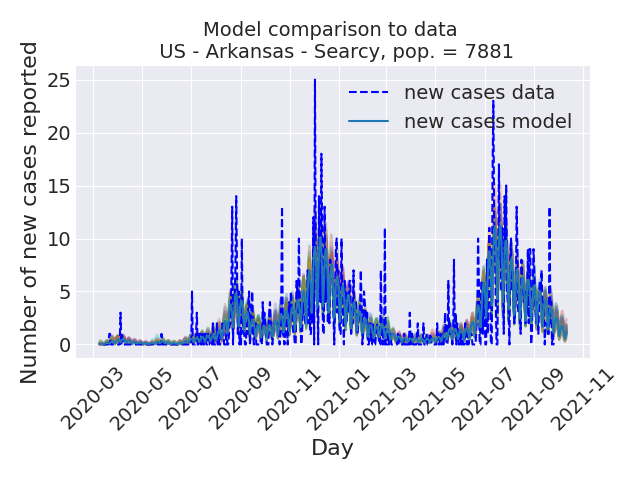 Model comparison to data
US - Arkansas - Searcy, pop. = 7881
Number of new cases reported
25
20
15
10
5
0
new cases data
new cases model
2020-03
2020-05
2020-07
2020-09
2020-11
2021-01
2021-03
2021-05
2021-07
2021-09
2021-11
Day